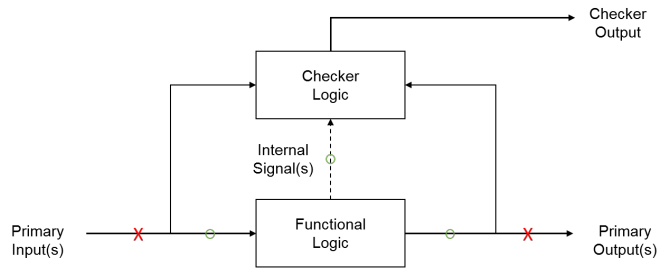 Checker
Output
Checker
Logic
Internal
Signal(s)
Primary
Input(s)
Functional
Logic
Primary
Output(s)